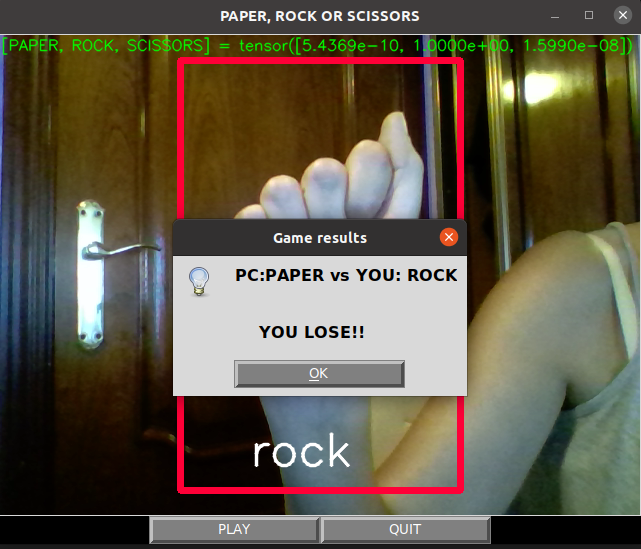 PAPER, ROCK OR SCISSORS
[PAPER, ROCK, SCISSORS] = tensor([5.4369e-10, 1.0000e+00, 1.5990e-08])
Game results
PC:PAPER vs YOU: ROCK
YOU LOSE!!
OK
rock
PLAY QUIT